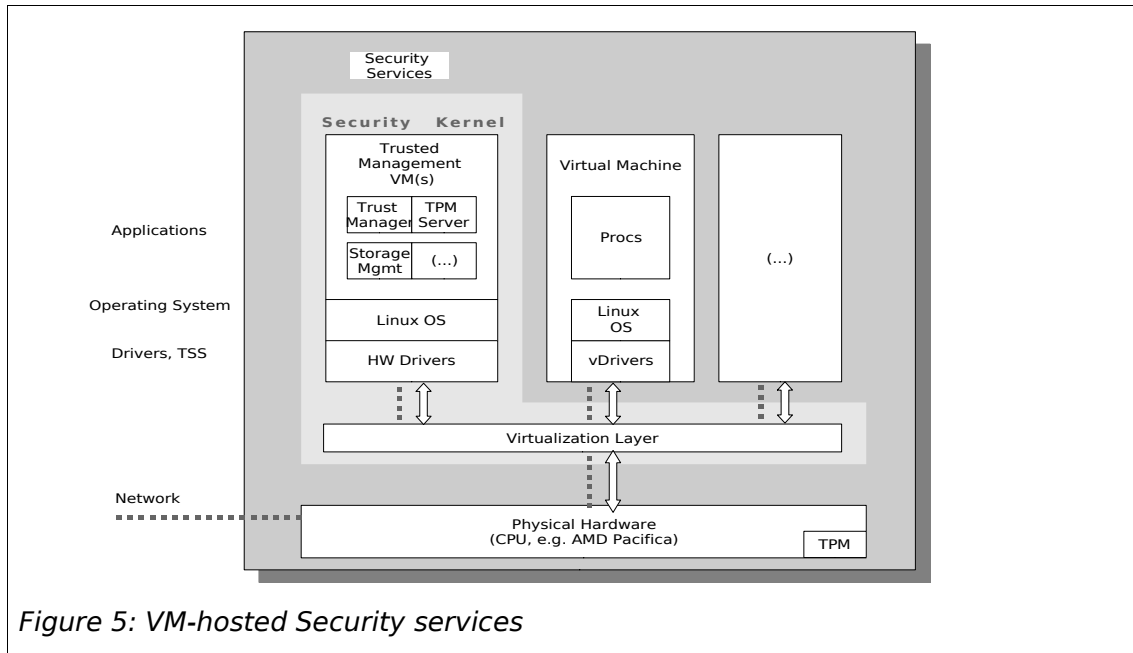 Security
Services
Security Kernel
Trusted
Management
VM(s)
Trust
Manager
TPM
Server
Storage
Mgmt
(...)
Linux OS
HW Drivers
Virtual Machine
Procs
Linux
OS
vDrivers
(...)
Applications
Operating System
Drivers, TSS
Virtualization Layer
Network
Physical Hardware
(CPU, e.g. AMD Pacifica)
TPM
Figure 5: VM-hosted Security services